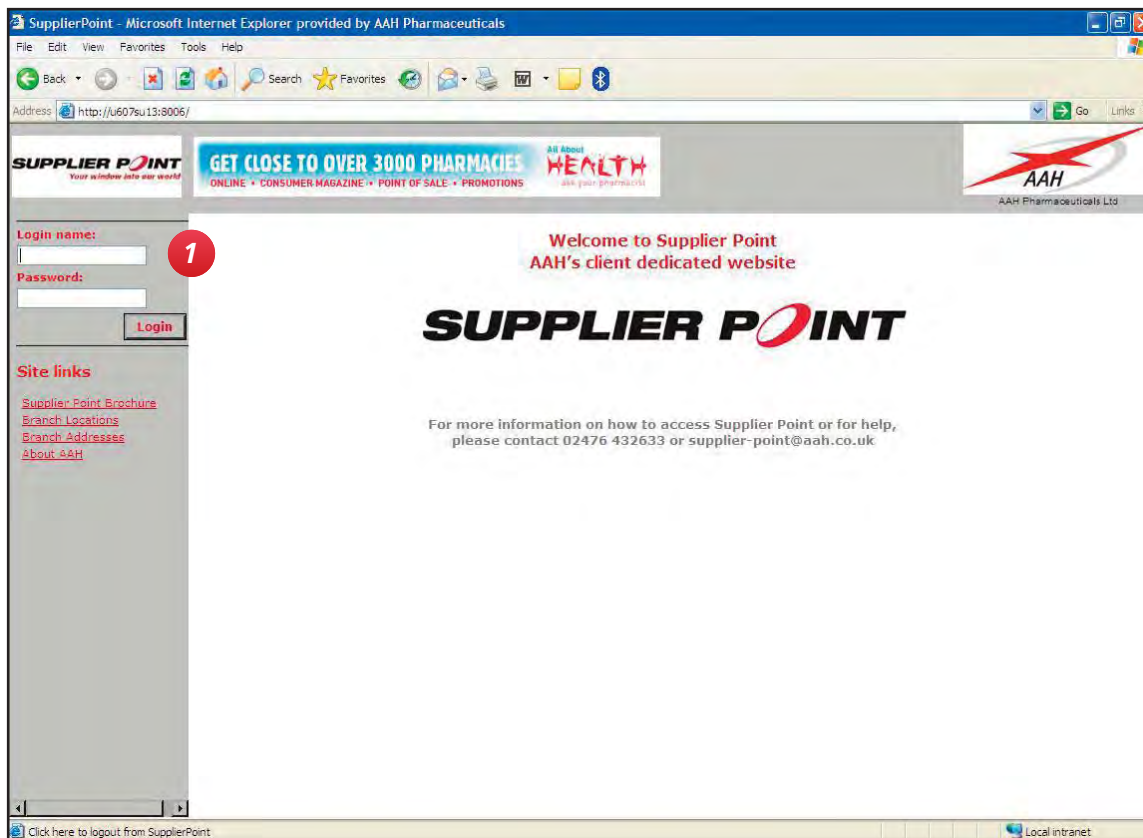 SupplierPoint - Microsoft Internet Explorer provided by AAH Pharmaceuticals
File Edit View Favorites Tools Help
Back Search Favorites
Address http://u607su13:8006/ Go Links
SUPPLIER POINT
Your window into our world
GET CLOSE TO OVER 3000 PHARMACIES
ONLINE • CONSUMER MAGAZINE • POINT OF SALE • PROMOTIONS
All About
HEALTH
ask your pharmacist
AAH
AAH Pharmaceuticals Ltd
Login name:
1
Password:
Login
Site links
Supplier Point Brochure
Branch Locations
Branch Addresses
About AAH
Welcome to Supplier Point
AAH's client dedicated website
SUPPLIER POINT
For more information on how to access Supplier Point or for help,
please contact 02476 432633 or supplier-point@aah.co.uk
Click here to logout from SupplierPoint
Local intranet